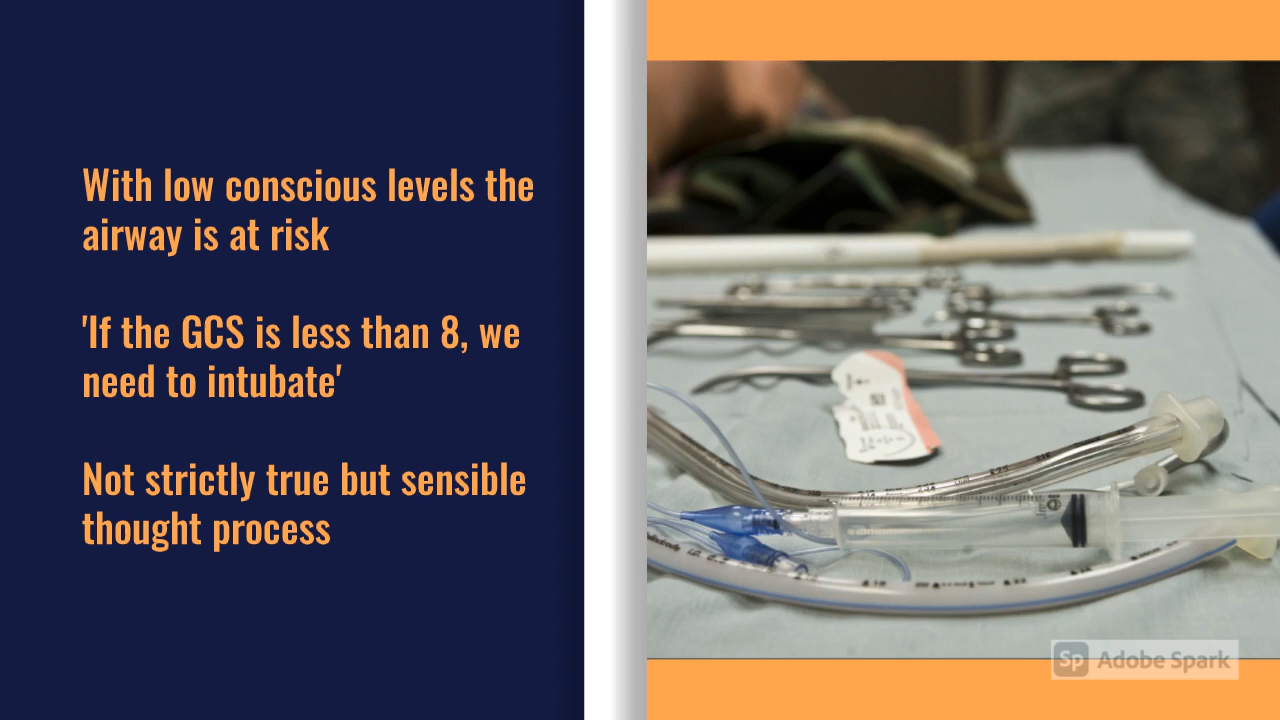 With low conscious levels the
airway is at risk
'If the GCS is less than 8, we
need to intubate'
Not strictly true but sensible
thought process
Sp Adobe Spark